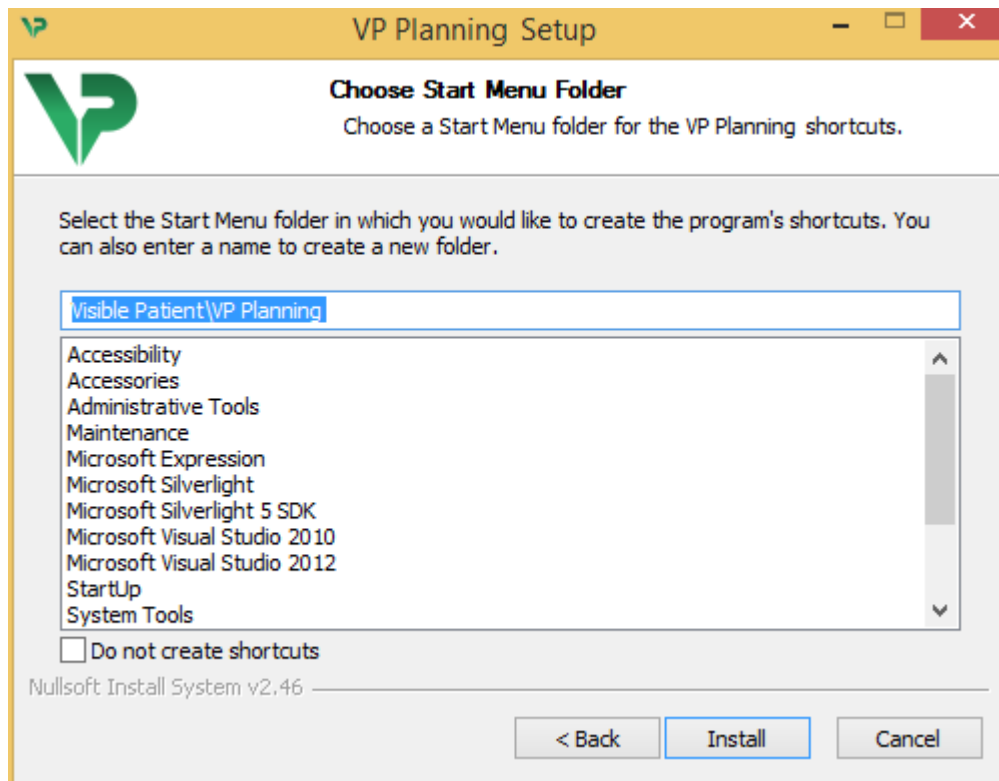 VP Planning Setup
Choose Start Menu Folder
Choose a Start Menu folder for the VP Planning shortcuts.
Select the Start Menu folder in which you would like to create the program's shortcuts. You
can also enter a name to create a new folder.
Visible Patient\VP Planning
Accessibility
Accessories
Administrative Tools
Maintenance
Microsoft Expression
Microsoft Silverlight
Microsoft Silverlight 5 SDK
Microsoft Visual Studio 2010
Microsoft Visual Studio 2012
StartUp
System Tools
Do not create shortcuts
Nullsoft Install System v2.46
< Back
Install
Cancel